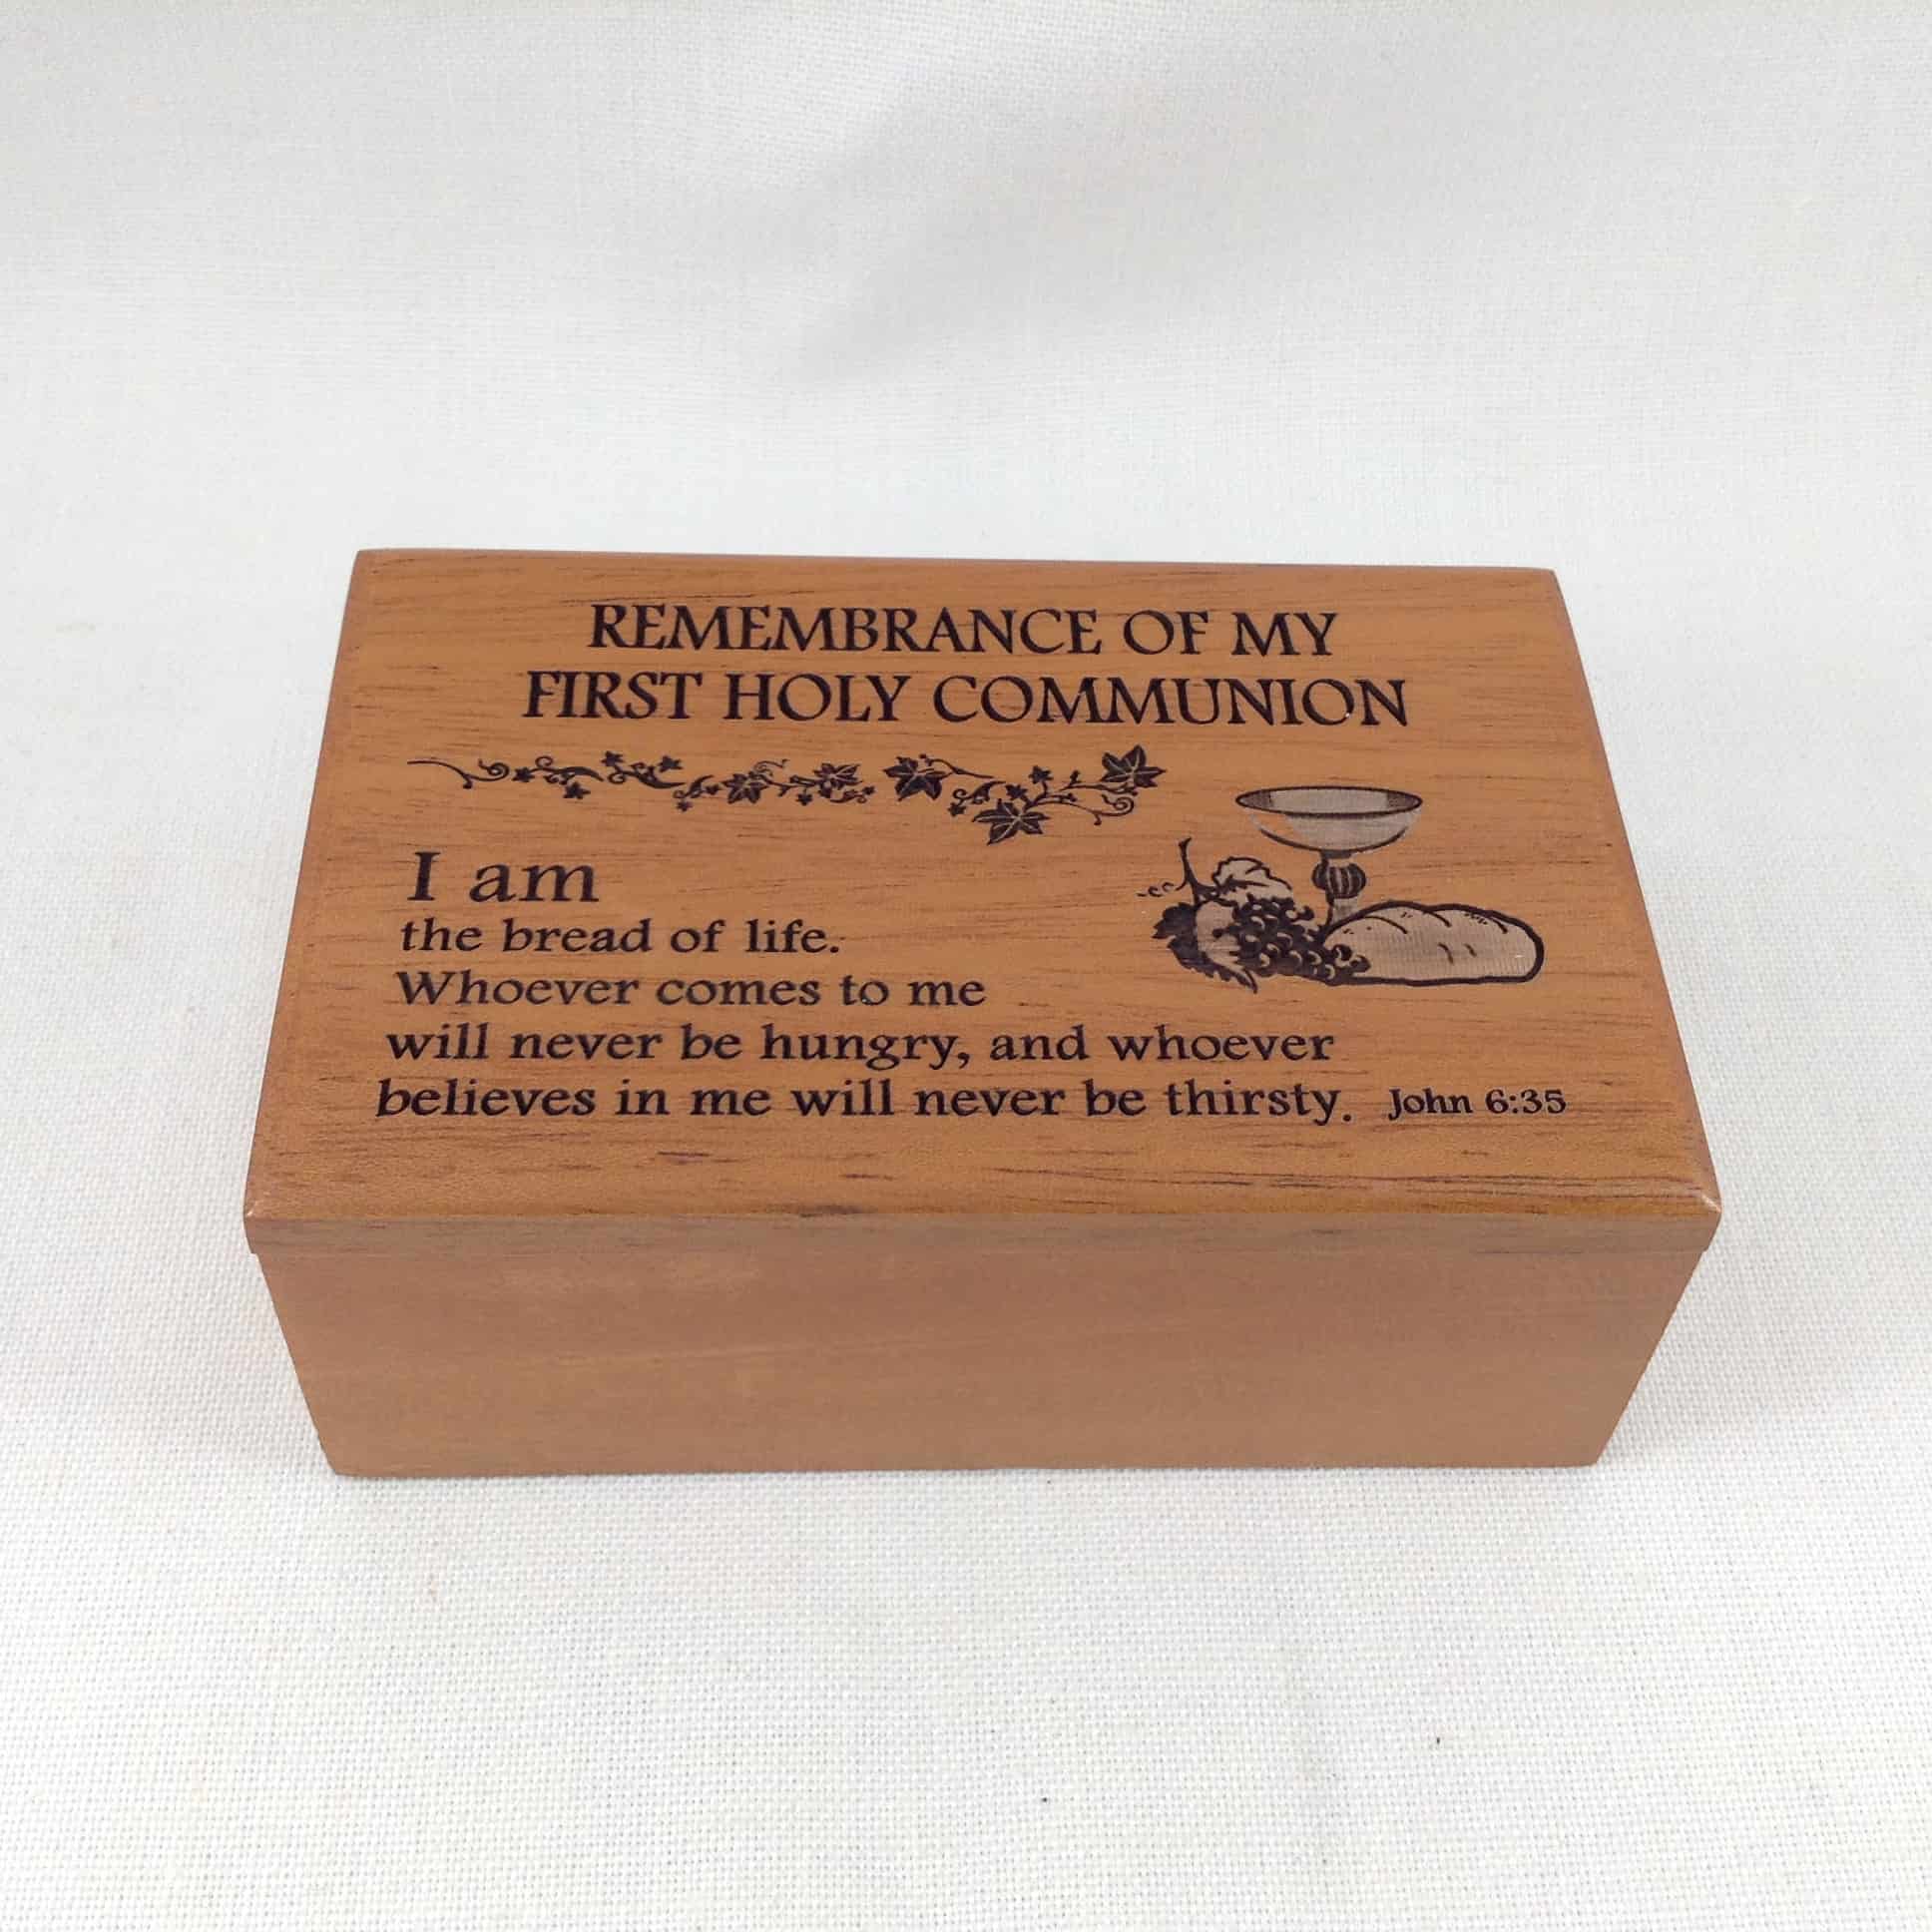 REMEMBRANCE OF MY
FIRST HOLY COMMUNION
I am
the bread of life.
Whoever comes to me
will never be hungry, and whoever
believes in me will never be thirsty. John 6:35